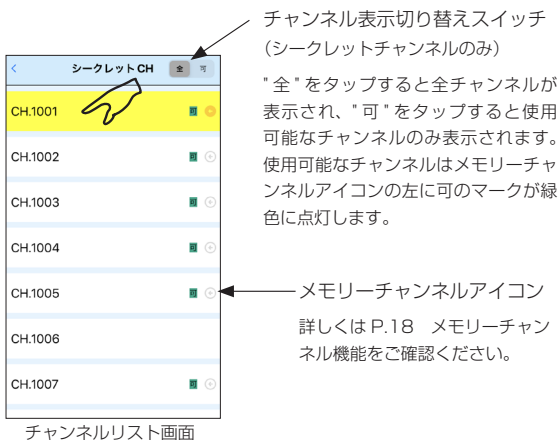 チャンネル表示切り替えスイッチ
（シークレットチャンネルのみ）
"全"をタップすると全チャンネルが
表示され、"可"をタップすると使用
可能なチャンネルのみ表示されます。
使用可能なチャンネルはメモリーチャ
ンネルアイコンの左に可のマークが緑
色に点灯します。
< シークレット CH 全 可
CH.1001 可
CH.1002 可
CH.1003 可
CH.1004 可
CH.1005 可
CH.1006
CH.1007 可
メモリーチャンネルアイコン
詳しくは P.18 メモリーチャン
ネル機能をご確認ください。
チャンネルリスト画面